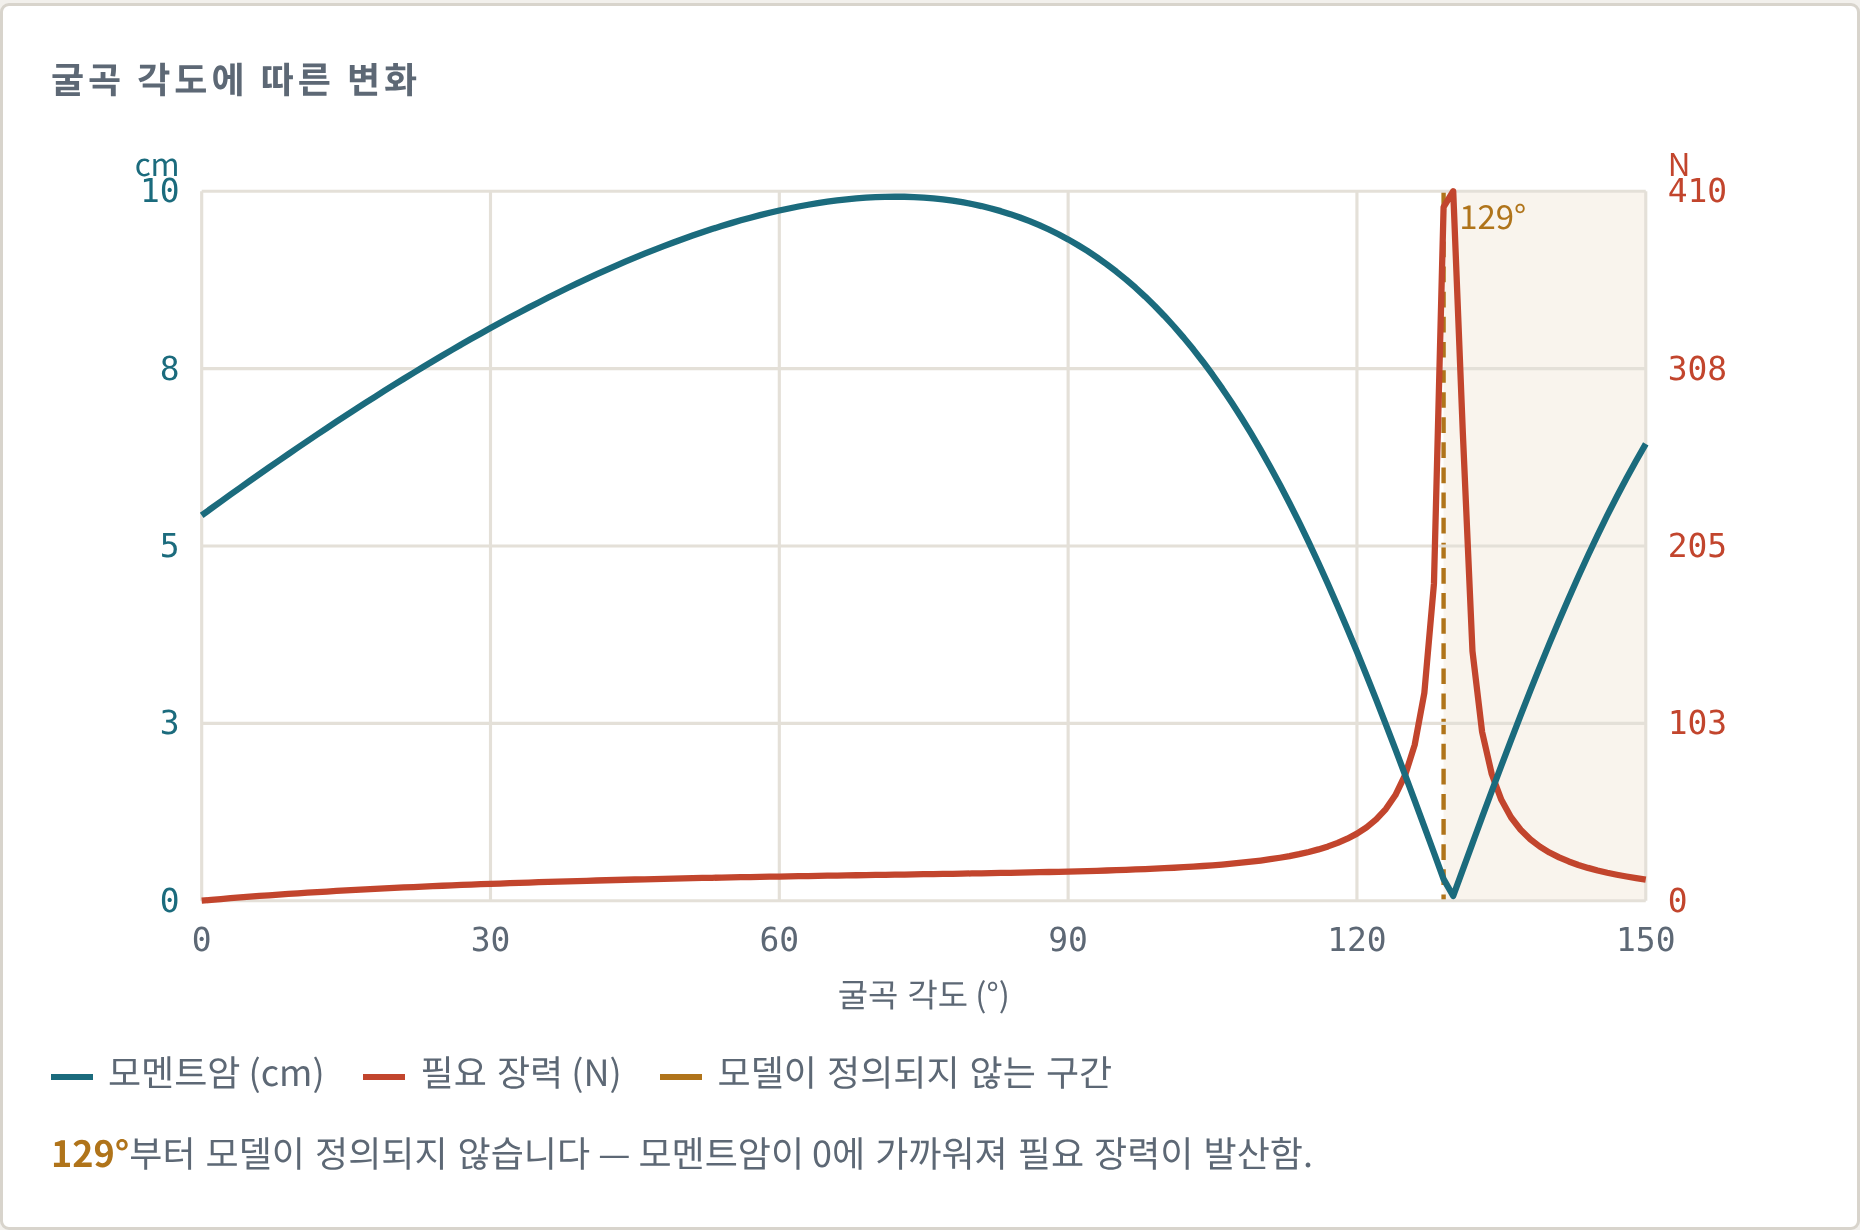 굴곡 각도에 따른 변화
cm
N
10
410
129°
8
308
5
205
3
103
0
0
0 30 60 90 120 150
굴곡 각도 (°)
모멘트암 (cm) 필요 장력 (N) 모델이 정의되지 않는 구간
129°부터 모델이 정의되지 않습니다 — 모멘트암이 0에 가까워져 필요 장력이 발산함.